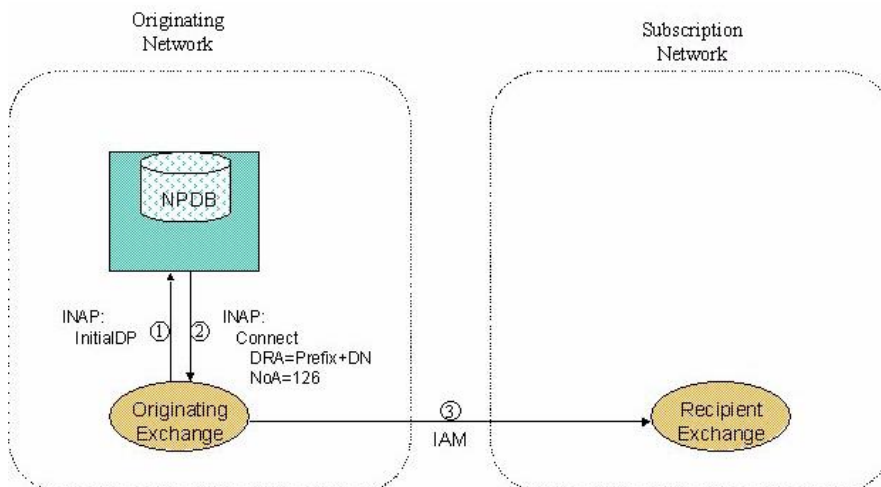 Originating
Network
Subscription
Network
NPDB
INAP:
InitialDP
①
②
INAP:
Connect
DRA=Prefix+DN
NoA=126
Originating
Exchange
③
IAM
Recipient
Exchange